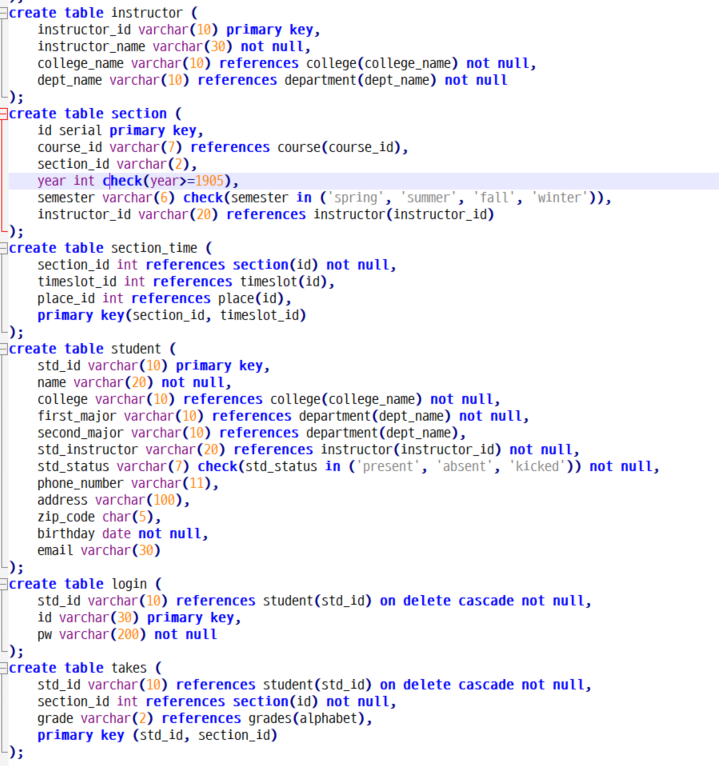 );
create table instructor (
instructor_id varchar(10) primary key,
instructor_name varchar(30) not null,
college_name varchar(10) references college(college_name) not null,
dept_name varchar(10) references department(dept_name) not null
);
create table section (
id serial primary key,
course_id varchar(7) references course(course_id),
section_id varchar(2),
year int check(year>=1905),
semester varchar(6) check(semester in ('spring', 'summer', 'fall', 'winter')),
instructor_id varchar(20) references instructor(instructor_id)
);
create table section_time (
section_id int references section(id) not null,
timeslot_id int references timeslot(id),
place_id int references place(id),
primary key(section_id, timeslot_id)
);
create table student (
std_id varchar(10) primary key,
name varchar(20) not null,
college varchar(10) references college(college_name) not null,
first_major varchar(10) references department(dept_name) not null,
second_major varchar(10) references department(dept_name),
std_instructor varchar(20) references instructor(instructor_id) not null,
std_status varchar(7) check(std_status in ('present', 'absent', 'kicked')) not null,
phone_number varchar(11),
address varchar(100),
zip_code char(5),
birthday date not null,
email varchar(30)
);
create table login (
std_id varchar(10) references student(std_id) on delete cascade not null,
id varchar(30) primary key,
pw varchar(200) not null
);
create table takes (
std_id varchar(10) references student(std_id) on delete cascade not null,
section_id int references section(id) not null,
grade varchar(2) references grades(alphabet),
primary key (std_id, section_id)
);